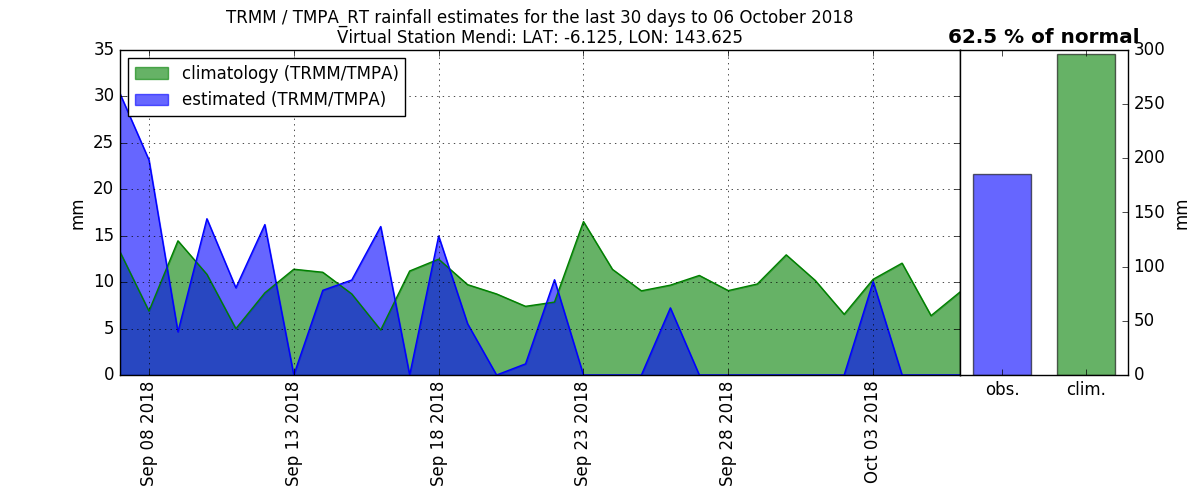 TRMM / TMPA_RT rainfall estimates for the last 30 days to 06 October 2018
Virtual Station Mendi: LAT: -6.125, LON: 143.625
62.5 % of normal
climatology (TRMM/TMPA)
estimated (TRMM/TMPA)
35
30
25
20
15
10
5
0
mm
Sep 08 2018
Sep 13 2018
Sep 18 2018
Sep 23 2018
Sep 28 2018
Oct 03 2018
300
250
200
150
100
50
0
mm
obs.
clim.